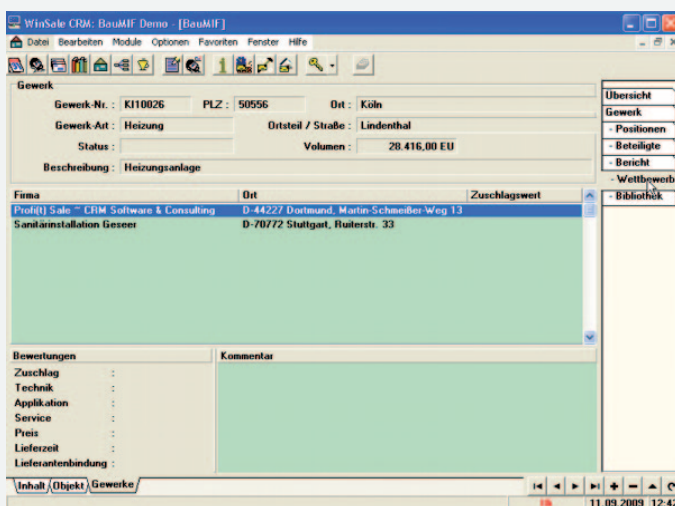 WinSale CRM: BauMIF Demo - [BauMIF]
Datei Bearbeiten Module Optionen Favoriten Fenster Hilfe
Gewerk
Gewerk-Nr. : KI10026 PLZ : 50556 Ort : Köln
Gewerk-Art : Heizung Ortsteil / Straße : Lindenthal
Status : Volumen : 28.416,00 EU
Beschreibung : Heizungsanlage
Übersicht
Gewerk
- Positionen
- Beteiligte
- Bericht
- Wettbewerb
- Bibliothek
Firma Ort Zuschlagswert
Profi(t) Sale ~ CRM Software & Consulting D-44227 Dortmund, Martin-Schmeißer-Weg 13
Sanitärinstallation Geseer D-70772 Stuttgart, Ruiterstr. 33
Bewertungen Kommentar
Zuschlag :
Technik :
Applikation :
Service :
Preis :
Lieferzeit :
Lieferantenbindung :
Inhalt Objekt Gewerke
11.09.2009 12:42